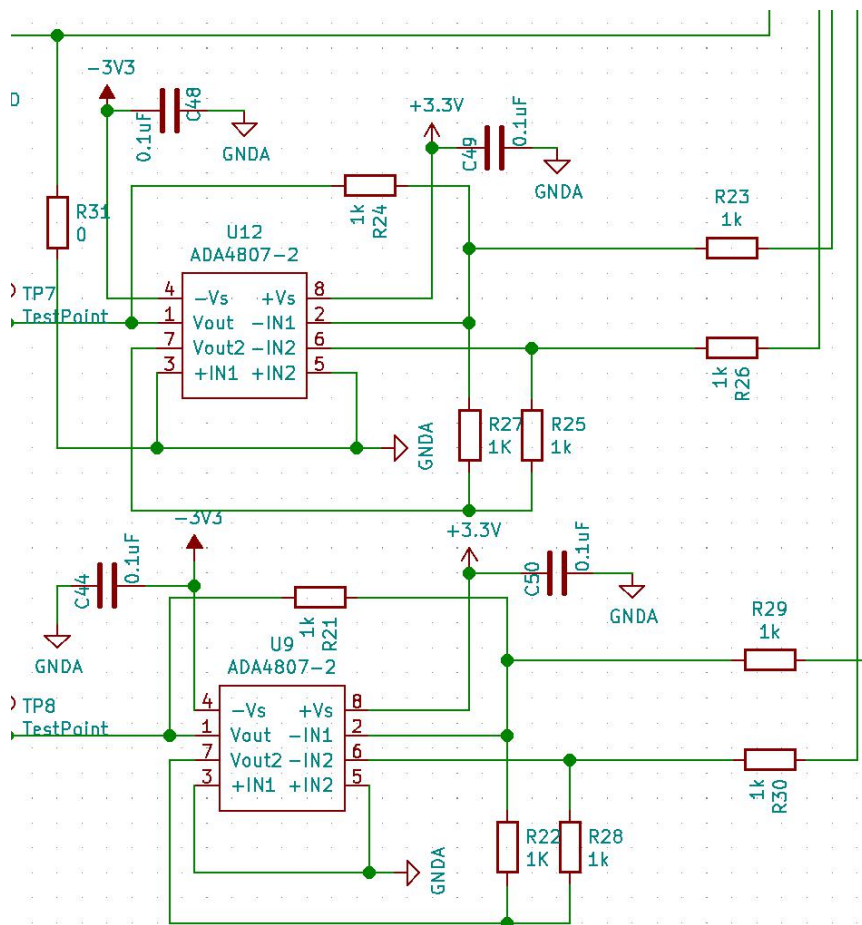 -3V3
C48
0.1uF
GNDA
+3.3V
C49
0.1uF
GNDA
R31
0
1k
R24
R23
1k
U12
ADA4807-2
TP7
TestPoint
4 -Vs +Vs 8
1 Vout -IN1 2
7 Vout2 -IN2 6
3 +IN1 +IN2 5
1k
R26
R27
1K
R25
1k
GNDA
-3V3
C44
0.1uF
GNDA
+3.3V
C50
0.1uF
GNDA
1k
R21
R29
1k
U9
ADA4807-2
TP8
TestPoint
4 -Vs +Vs 8
1 Vout -IN1 2
7 Vout2 -IN2 6
3 +IN1 +IN2 5
1k
R30
R22
1K
R28
1k
GNDA